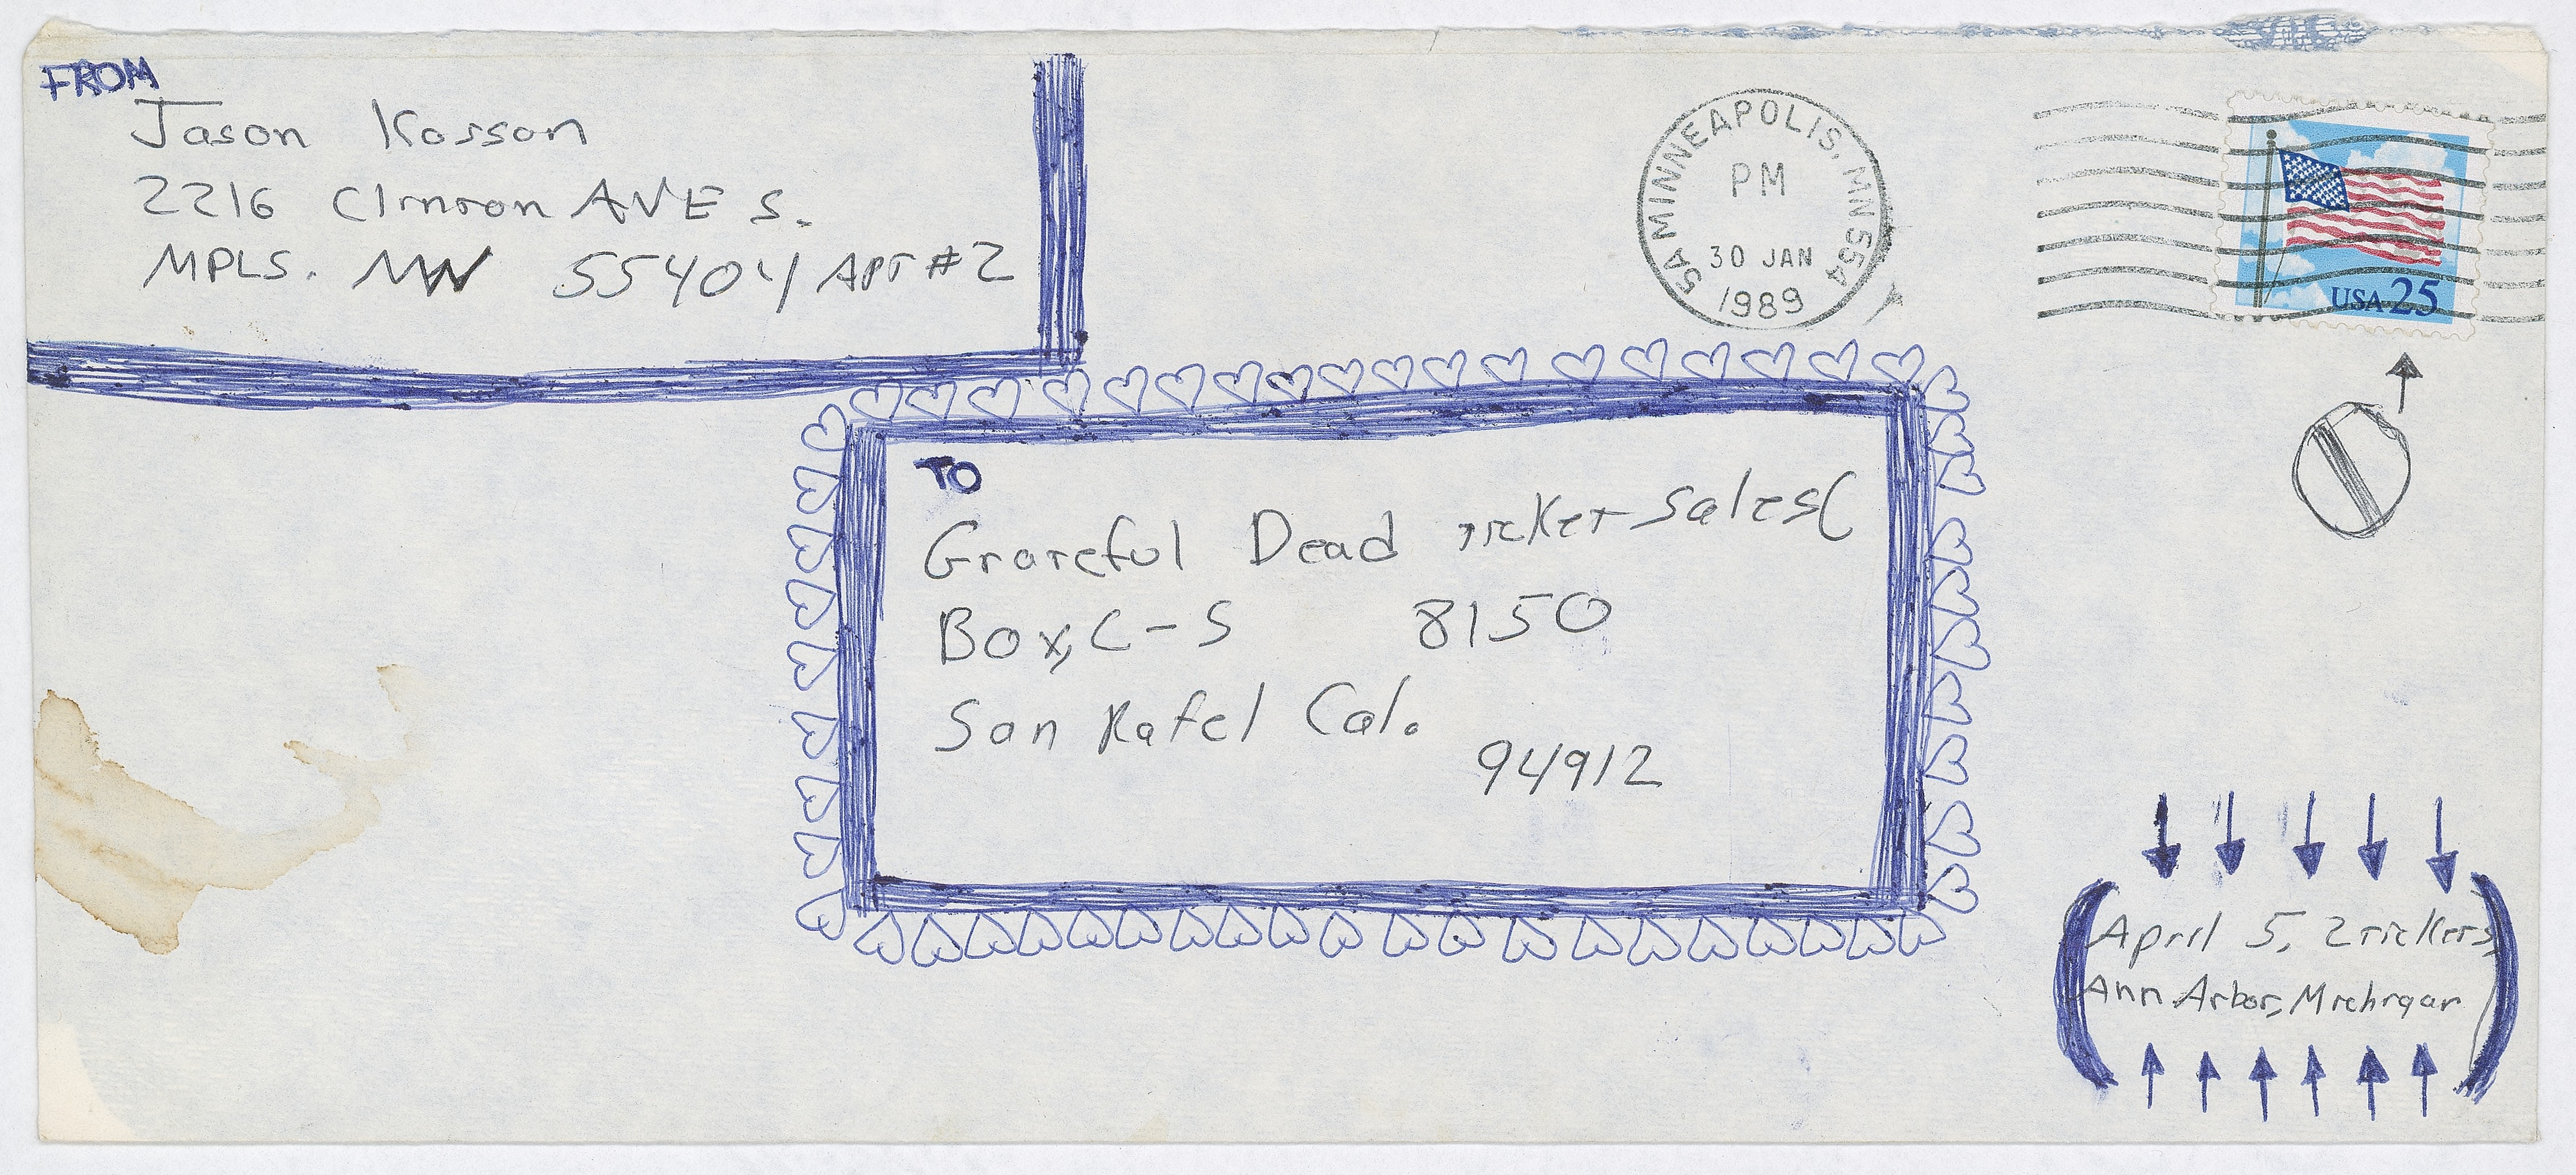 FROM
Jason Kosson
2216 Clinton AVE S.
MPLS. MN 55404 APT #2
SA MINNEAPOLIS, MN 554
PM
30 JAN
1989
USA 25
TO
Grateful Dead ticket sales(
Box, C-S 8150
San Rafel Cal.
94912
(April 5, 2 tickets
Ann Arbor, Michigan)